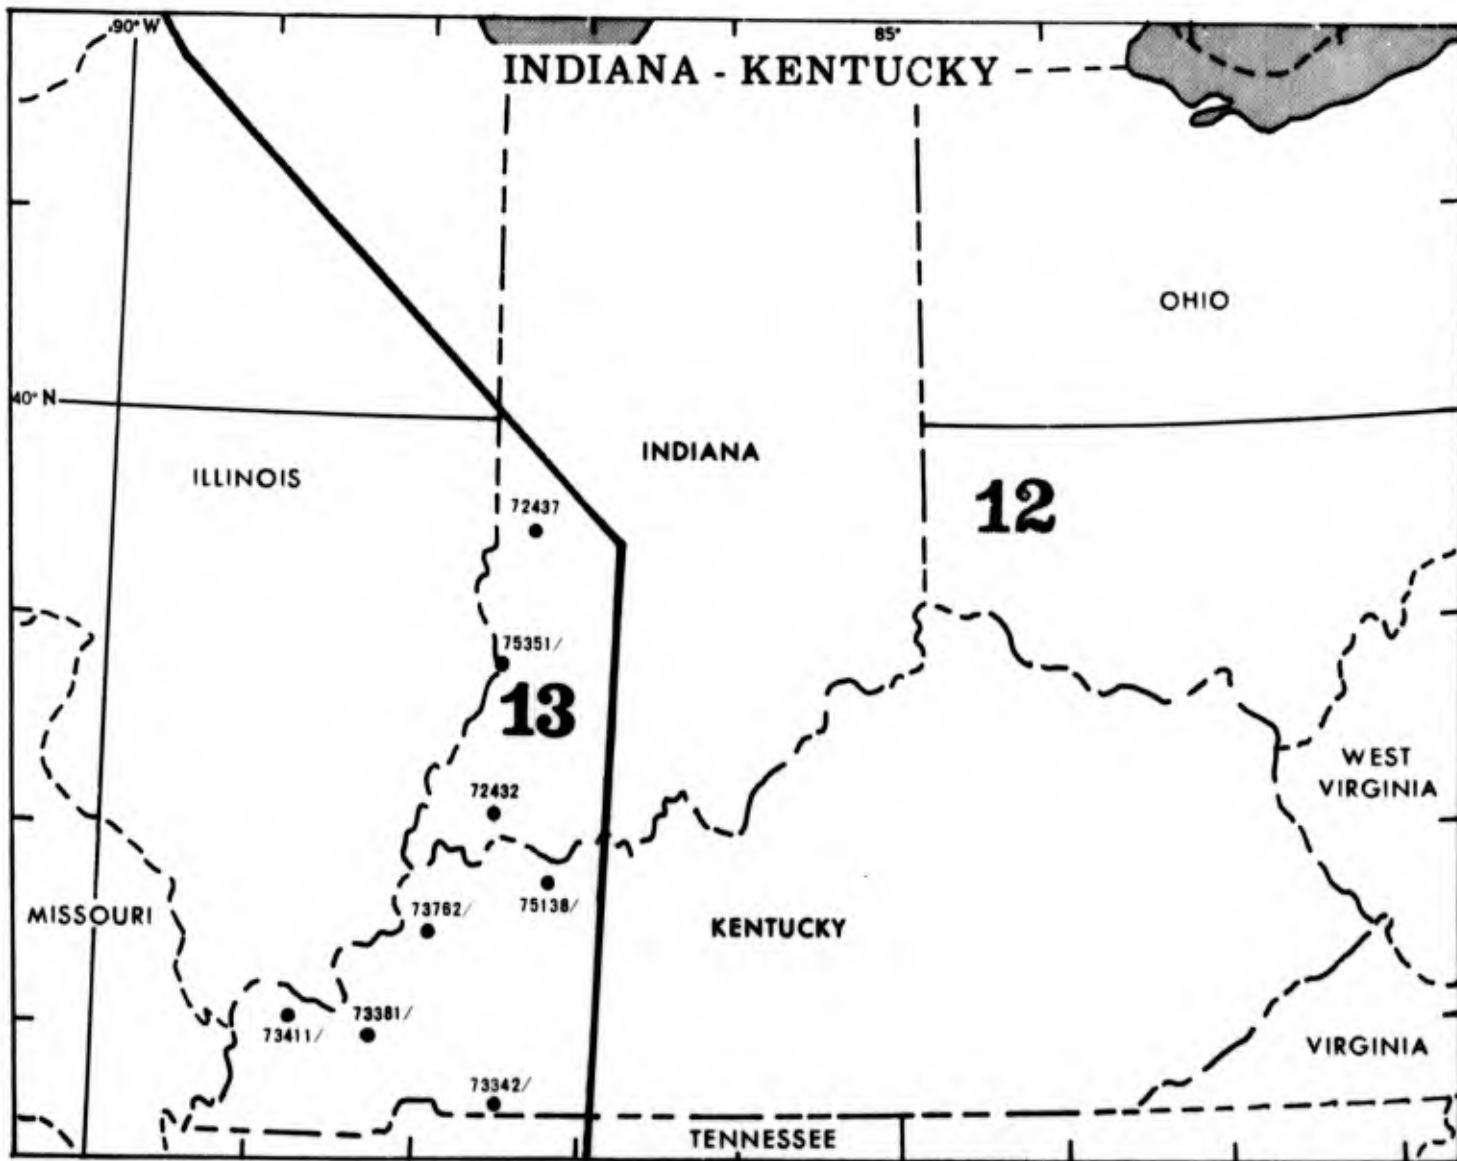 90° W
85°
INDIANA - KENTUCKY
OHIO
40° N
INDIANA
ILLINOIS
12
72437
75351/
13
WEST
VIRGINIA
72432
MISSOURI
73762/
75138/
KENTUCKY
73411/
73381/
VIRGINIA
73342/
TENNESSEE